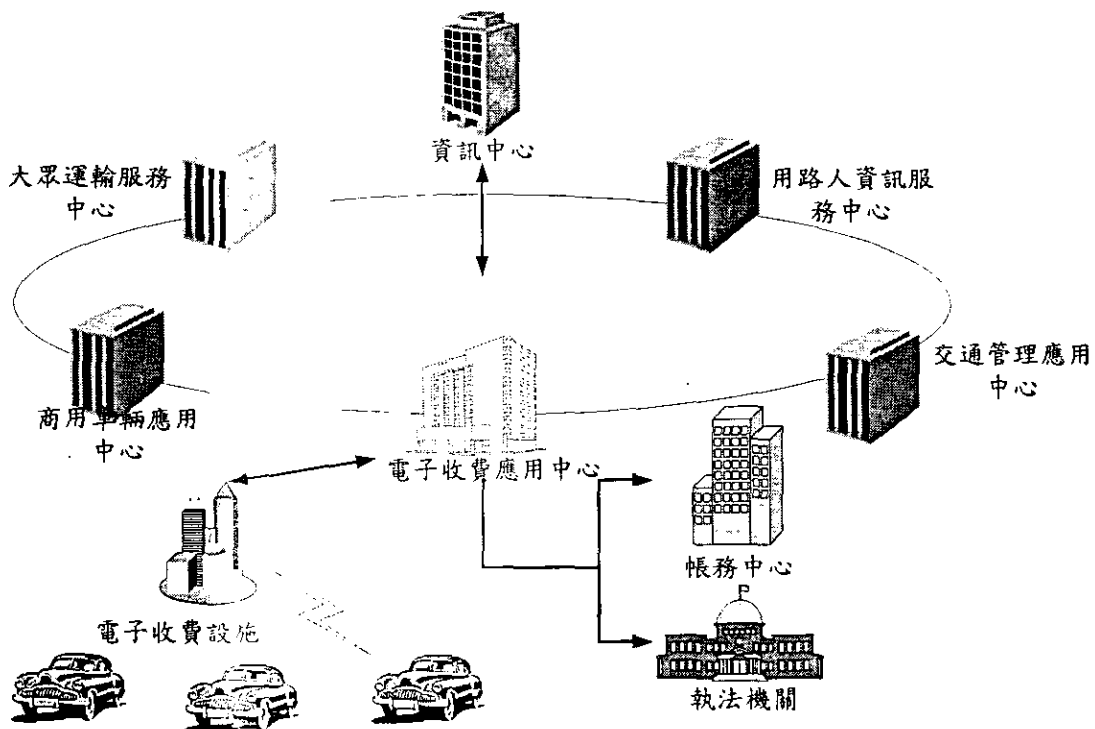 資訊中心
大眾運輸服務
中心
用路人資訊服
務中心
交通管理應用
中心
商用車輛應用
中心
電子收費應用中心
帳務中心
電子收費設施
執法機關